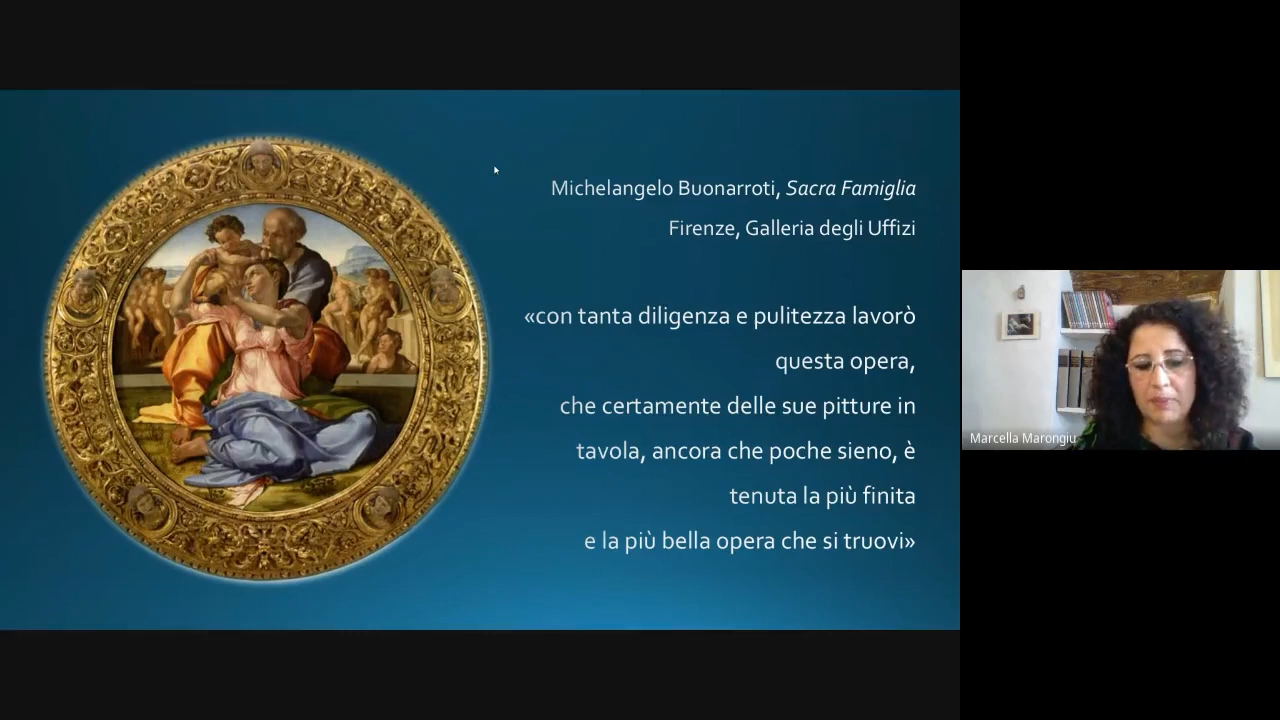 Michelangelo Buonarroti, Sacra Famiglia
Firenze, Galleria degli Uffizi
«con tanta diligenza e pulitezza lavorò
questa opera,
che certamente delle sue pitture in
tavola, ancora che poche sieno, è
tenuta la più finita
e la più bella opera che si truovi»
Marcella Marongiu